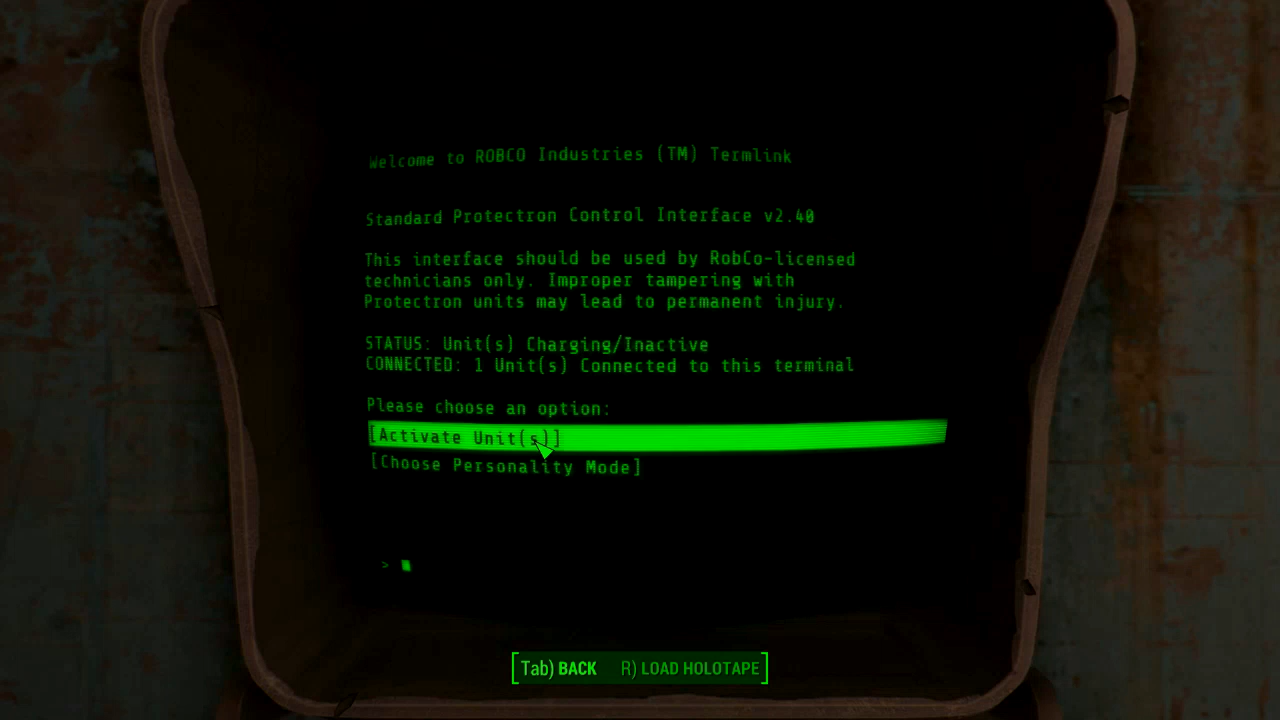 Welcome to ROBCO Industries (TM) Termlink
Standard Protectron Control Interface v2.40
This interface should be used by RobCo-licensed
technicians only. Improper tampering with
Protectron units may lead to permanent injury.
STATUS: Unit(s) Charging/Inactive
CONNECTED: 1 Unit(s) Connected to this terminal
Please choose an option:
[Activate Unit(s)]
[Choose Personality Mode]
>
Tab) BACK R) LOAD HOLOTAPE